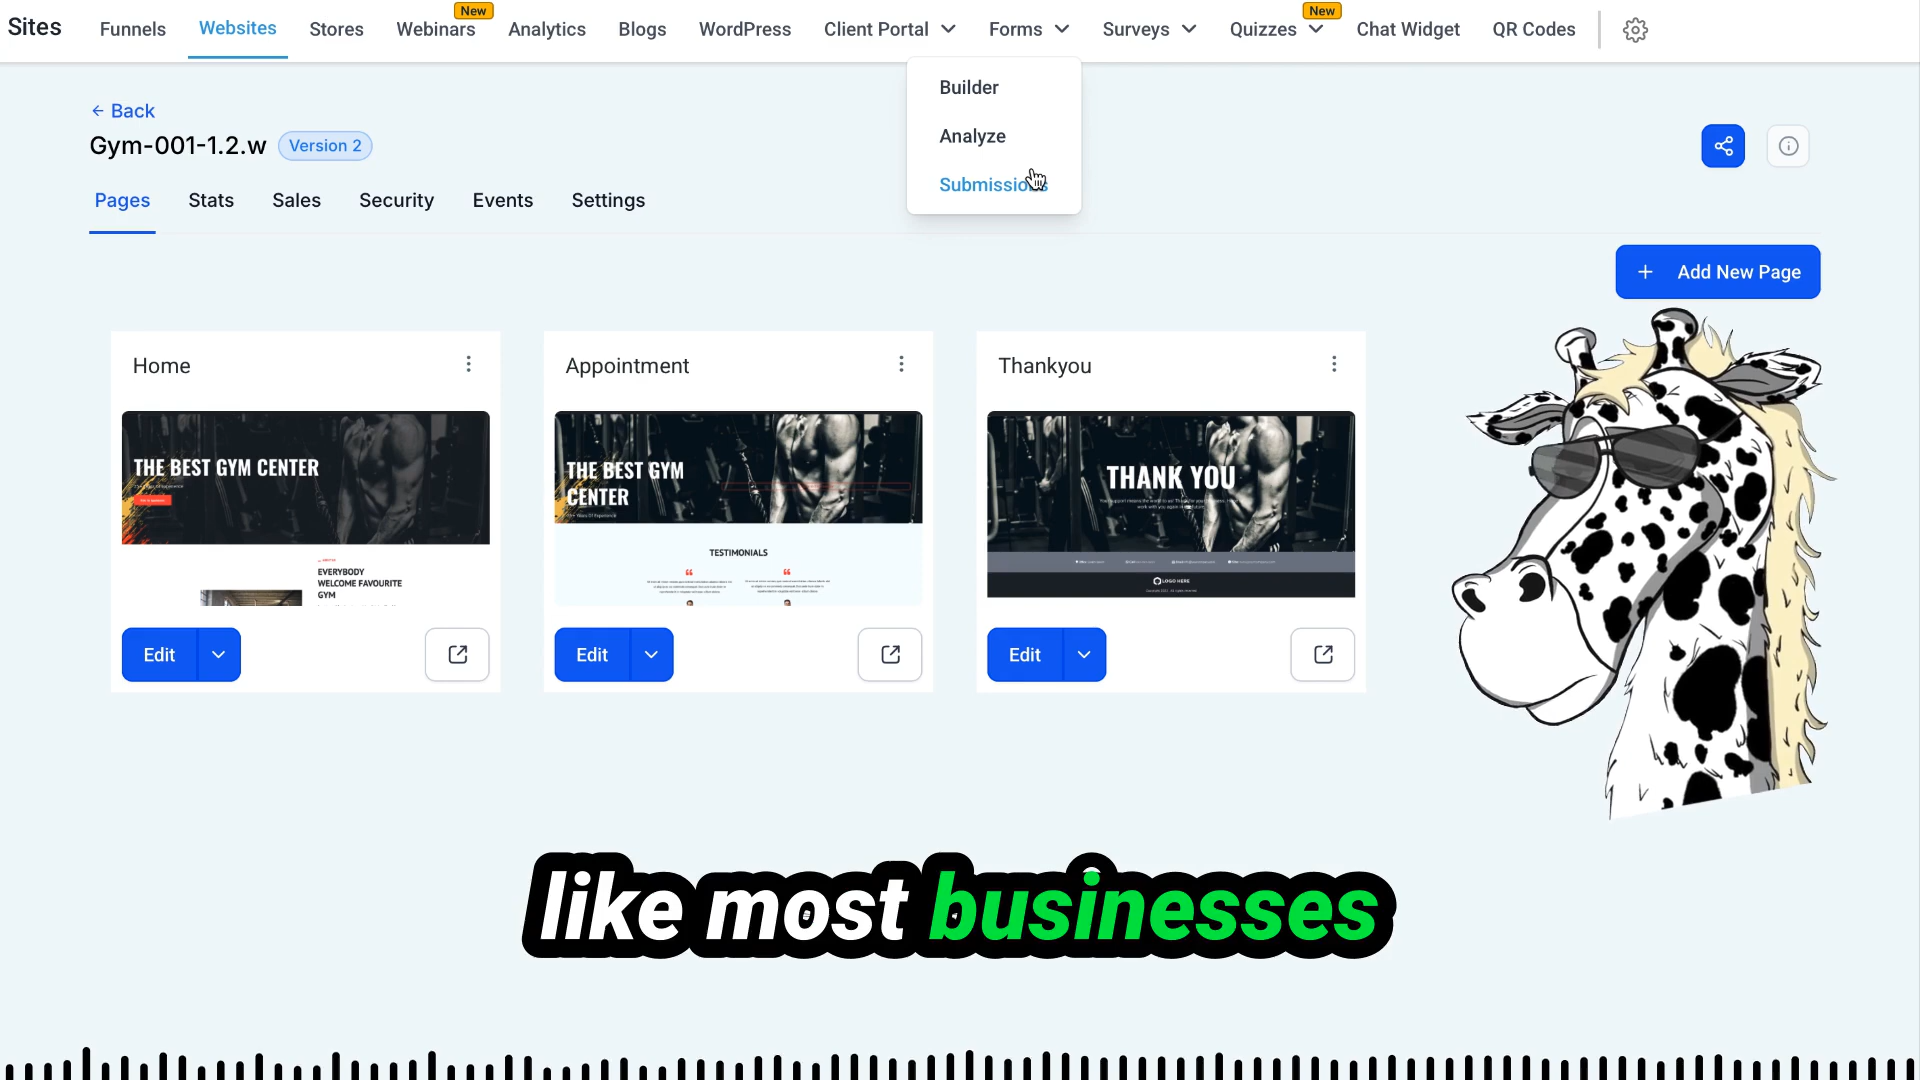 Sites
Funnels
Websites
Stores
Webinars
New
Analytics
Blogs
WordPress
Client Portal
Forms
Surveys
Quizzes
New
Chat Widget
QR Codes
Builder
Analyze
Submissions
← Back
Gym-001-1.2.w
Version 2
Pages
Stats
Sales
Security
Events
Settings
+ Add New Page
Home
THE BEST GYM CENTER
EVERYBODY
WELCOME FAVOURITE
GYM
Edit
Appointment
THE BEST GYM
CENTER
TESTIMONIALS
Edit
Thankyou
THANK YOU
LOGO HERE
Edit
like most businesses